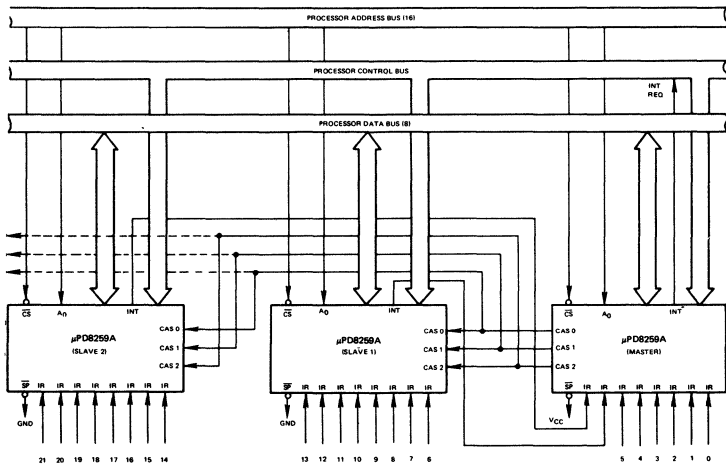 PROCESSOR ADDRESS BUS (16)
PROCESSOR CONTROL BUS
INT
REQ
PROCESSOR DATA BUS (8)
CS A0 INT
CS A0 INT
CS A0 INT
CAS 0
CAS 1
CAS 2
CAS 0
CAS 1
CAS 2
CAS 0
CAS 1
CAS 2
µPD8259A
(SLAVE 2)
µPD8259A
(SLAVE 1)
µPD8259A
(MASTER)
SP IR IR IR IR IR IR IR IR
SP IR IR IR IR IR IR IR IR
SP IR IR IR IR IR IR IR IR
GND
GND
VCC
21 20 19 18 17 16 15 14
13 12 11 10 9 8 7 6
5 4 3 2 1 0